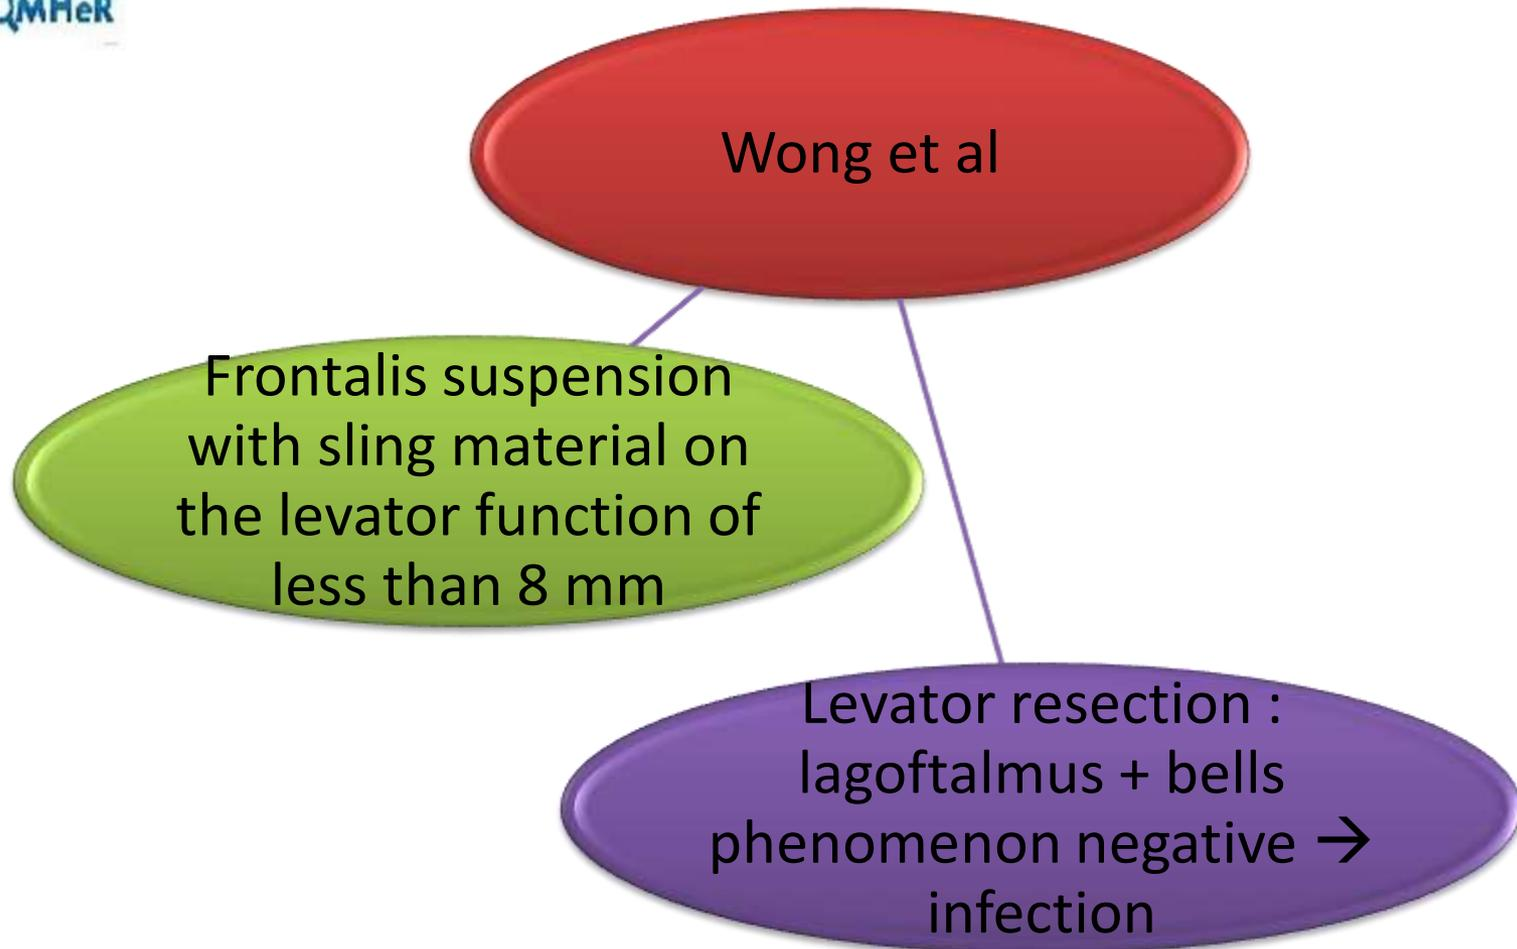 QMHeR
Wong et al
Frontalis suspension
with sling material on
the levator function of
less than 8 mm
Levator resection :
lagoftalmus + bells
phenomenon negative →
infection